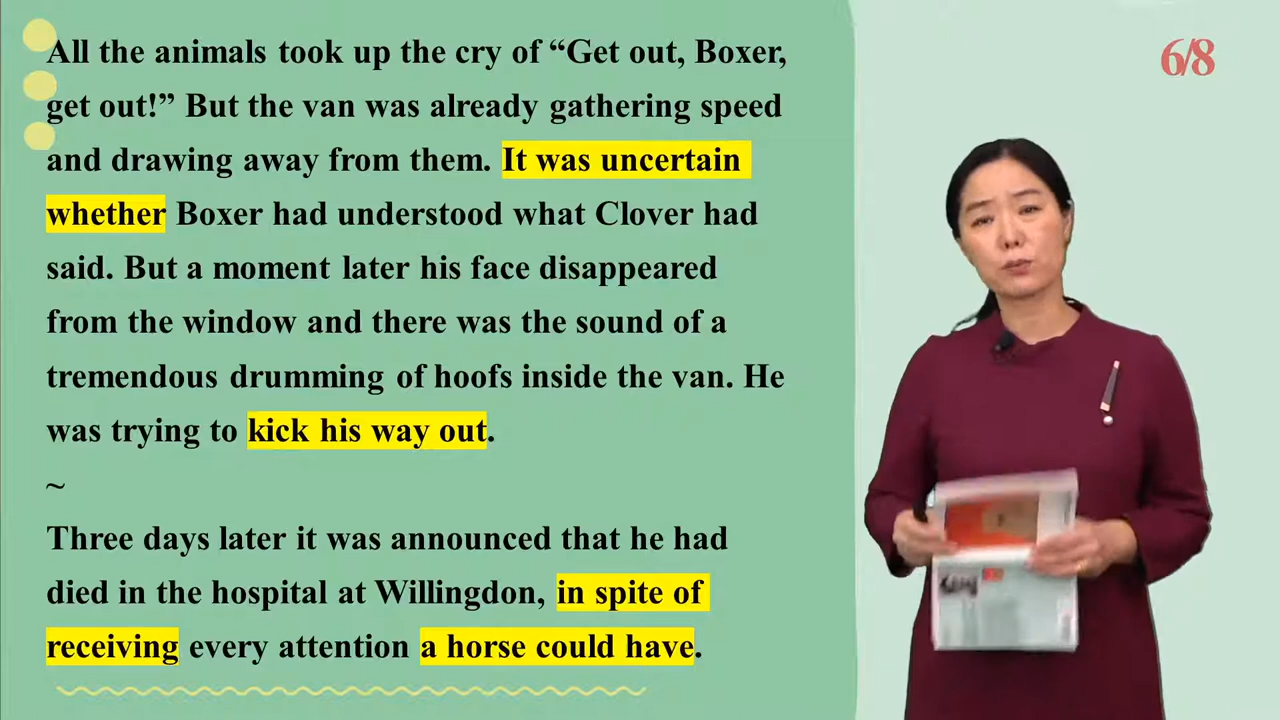 All the animals took up the cry of “Get out, Boxer,
get out!” But the van was already gathering speed
and drawing away from them. It was uncertain
whether Boxer had understood what Clover had
said. But a moment later his face disappeared
from the window and there was the sound of a
tremendous drumming of hoofs inside the van. He
was trying to kick his way out.
~
Three days later it was announced that he had
died in the hospital at Willingdon, in spite of
receiving every attention a horse could have.
6/8